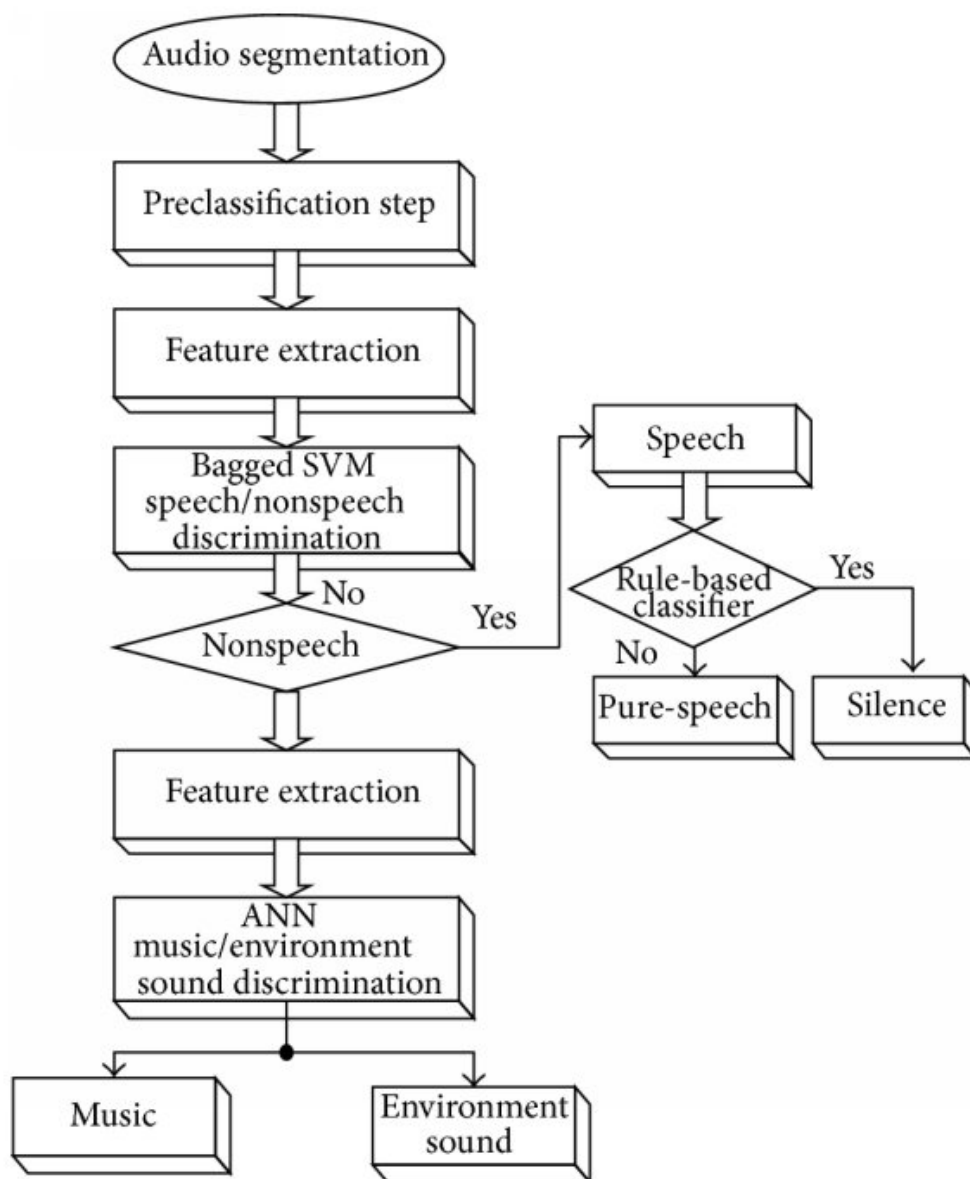 Audio segmentation
Preclassification step
Feature extraction
Bagged SVM
speech/nonspeech
discrimination
No
Nonspeech
Yes
Speech
Rule-based
classifier
Yes
No
Pure-speech
Silence
Feature extraction
ANN
music/environment
sound discrimination
Music
Environment
sound